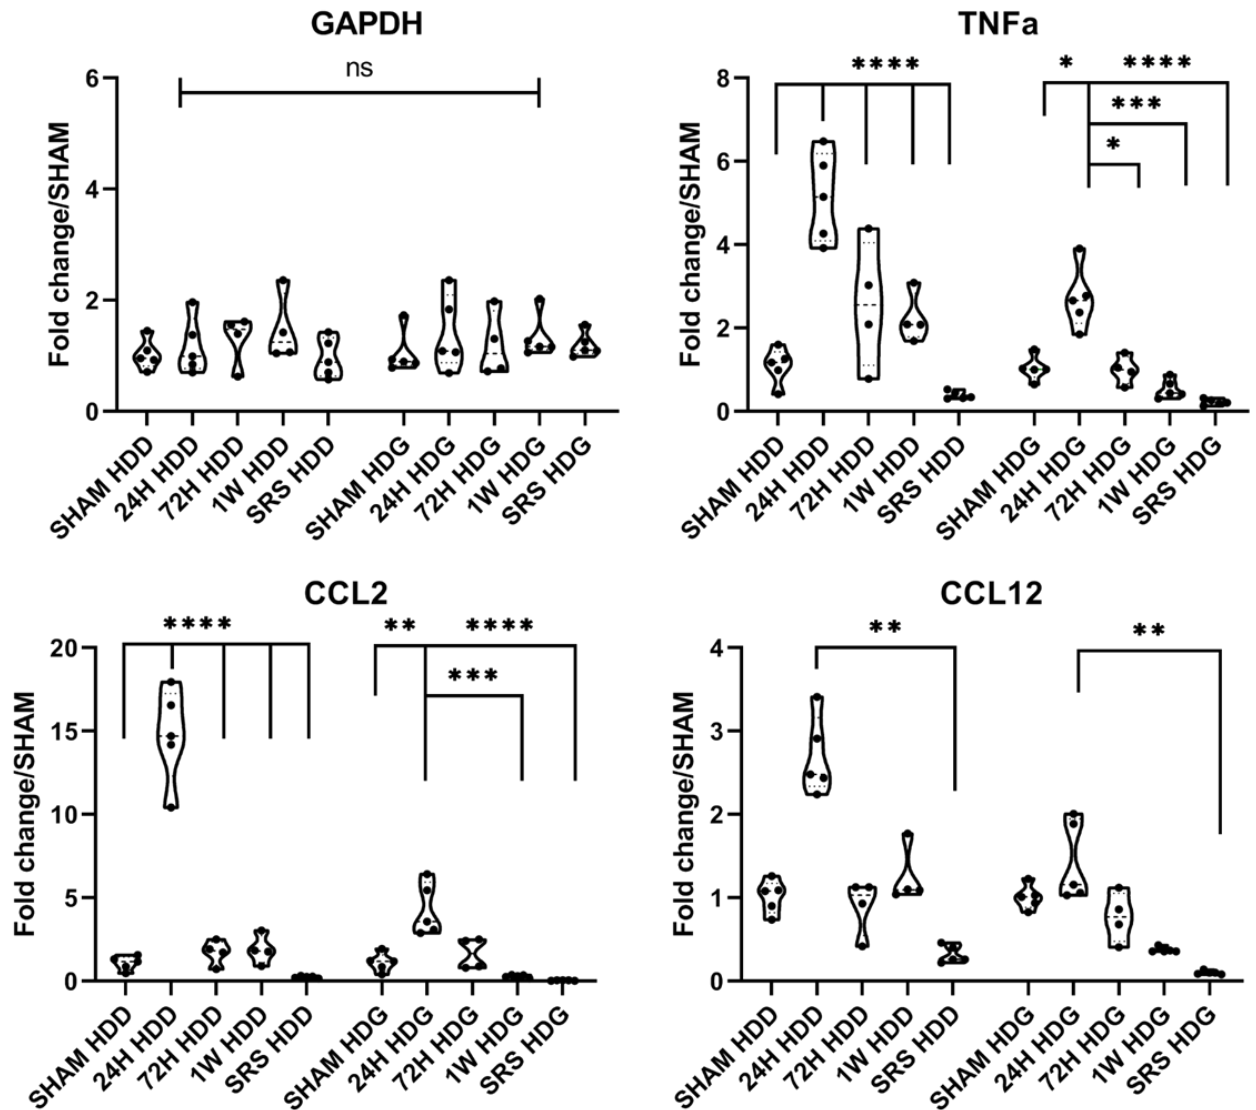 GAPDH
ns
Fold change/SHAM
6
4
2
0
SHAM HDD
24H HDD
72H HDD
1W HDD
SRS HDD
SHAM HDG
24H HDG
72H HDG
1W HDG
SRS HDG
TNFa
****
* ****
***
*
Fold change/SHAM
8
6
4
2
0
SHAM HDD
24H HDD
72H HDD
1W HDD
SRS HDD
SHAM HDG
24H HDG
72H HDG
1W HDG
SRS HDG
CCL2
****
** ****
***
Fold change/SHAM
20
15
10
5
0
SHAM HDD
24H HDD
72H HDD
1W HDD
SRS HDD
SHAM HDG
24H HDG
72H HDG
1W HDG
SRS HDG
CCL12
**
**
Fold change/SHAM
4
3
2
1
0
SHAM HDD
24H HDD
72H HDD
1W HDD
SRS HDD
SHAM HDG
24H HDG
72H HDG
1W HDG
SRS HDG